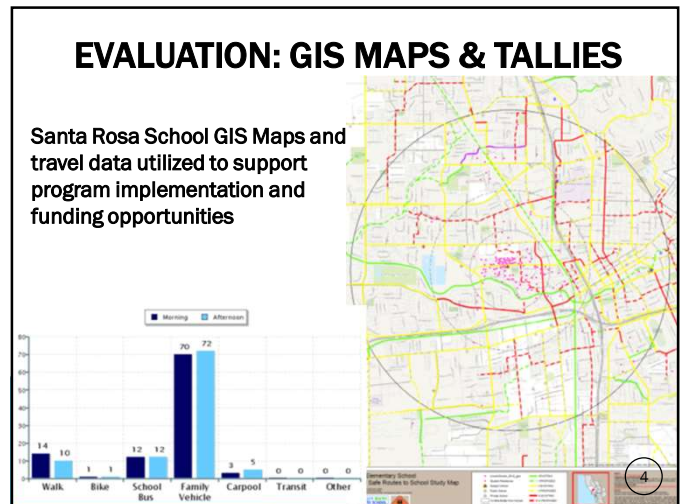 EVALUATION: GIS MAPS & TALLIES
Santa Rosa School GIS Maps and
travel data utilized to support
program implementation and
funding opportunities
Morning Afternoon
80
70
60
50
40
30
20
10
0
14 10 1 1 12 12 70 72 3 5 0 0 0 0
Walk Bike School Bus Family Vehicle Carpool Transit Other
Elementary School
Safe Routes to School Study Map
4